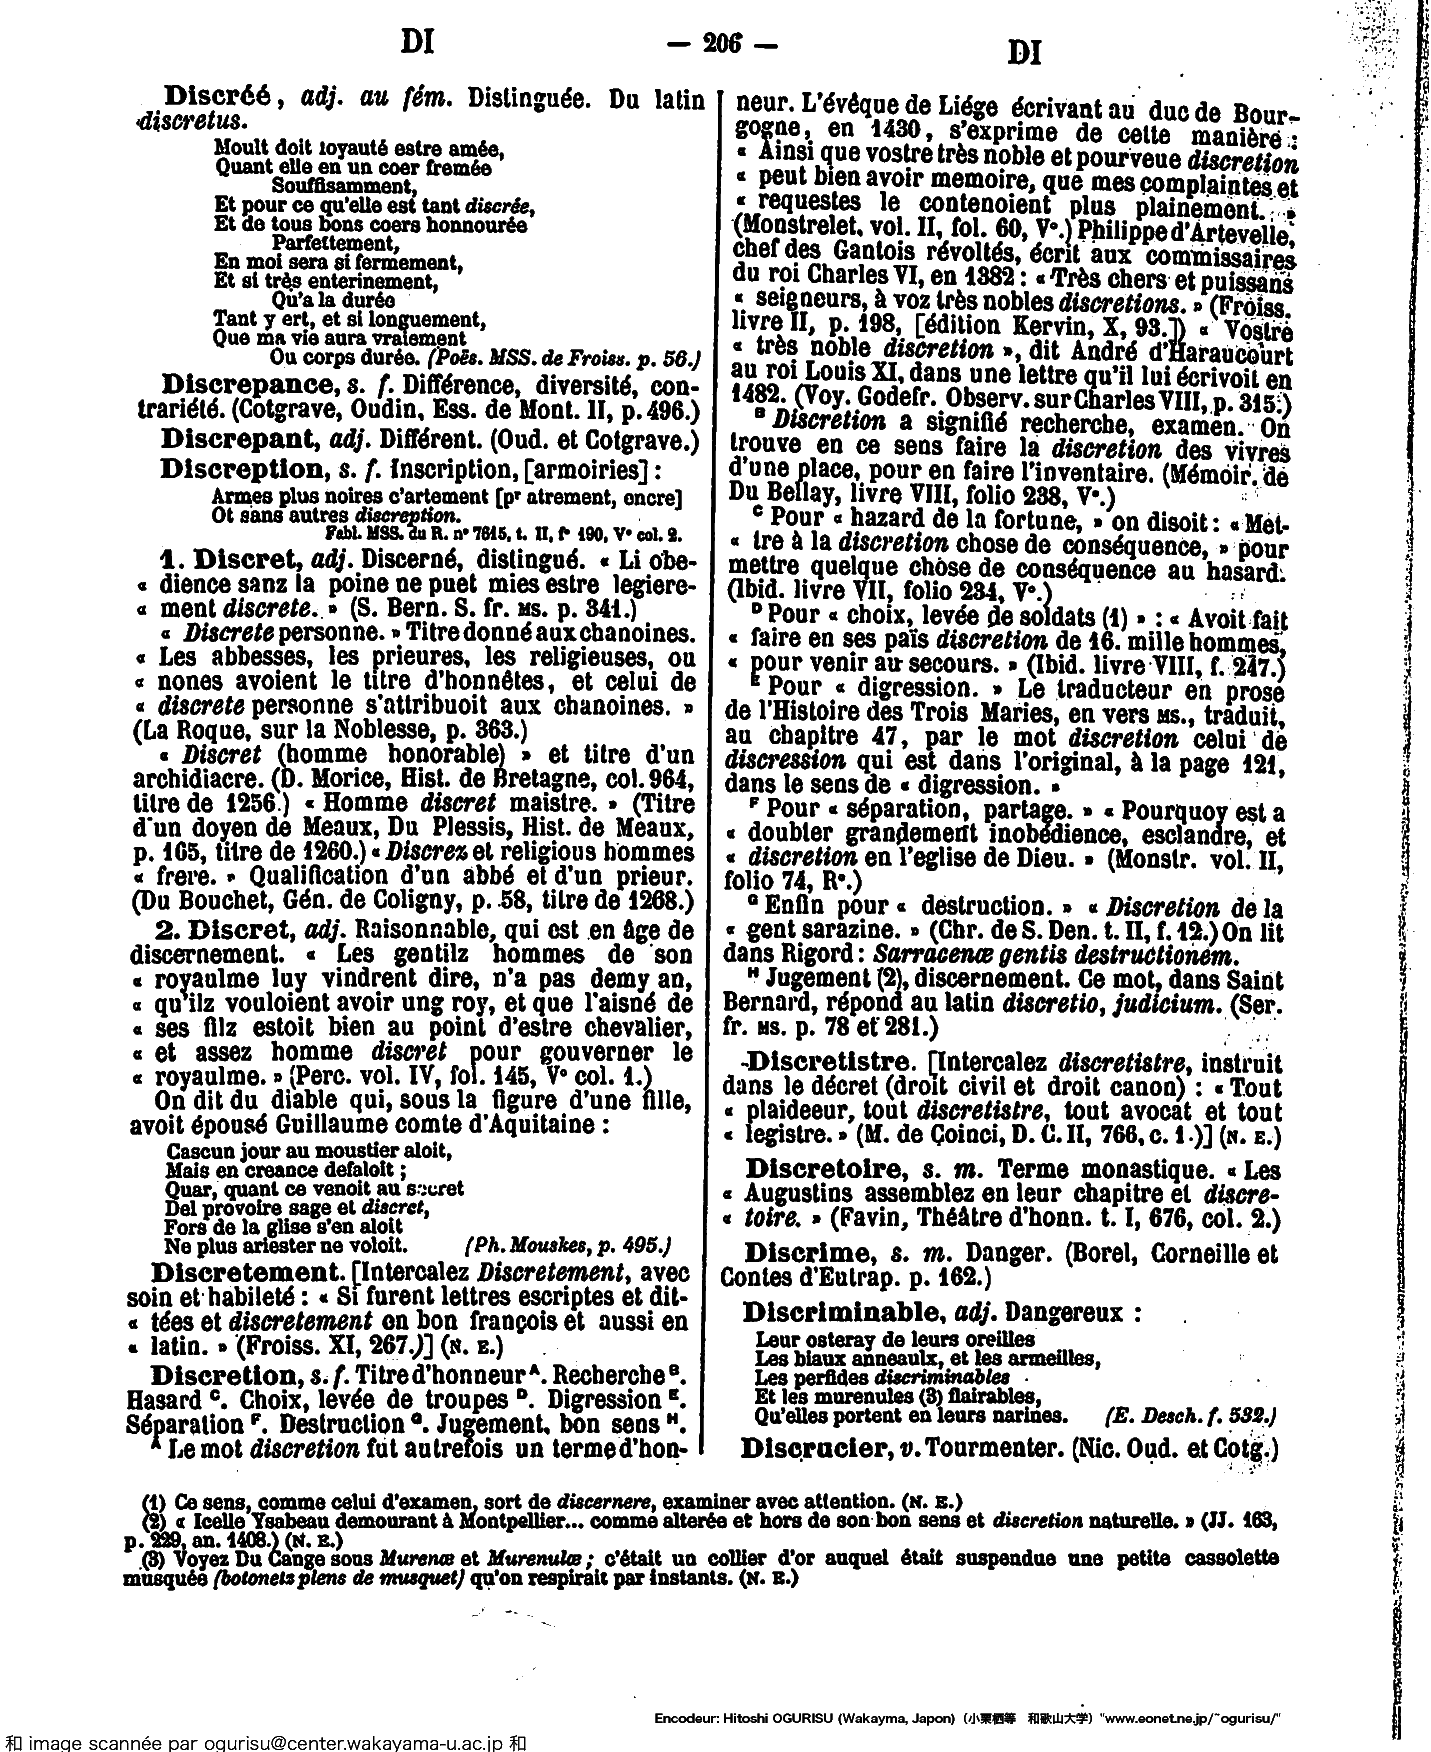 DI
— 206 —
DI
Discréé, adj. au fém. Distinguée. Du latin
discretus.
Moult doit loyauté estre amée,
Quant elle en un coer fremée
Souffisamment,
Et pour ce qu'elle est tant discrée,
Et de tous bons coers honnourée
Parfettement,
En moi sera si fermement,
Et si très enterinement,
Qu'a la durée
Tant y ert, et si longuement,
Que ma vie aura vraiement
Ou corps durée. (Poës. MSS. de Froiss. p. 56.)
Discrepance, s. f. Différence, diversité, con-
trariété. (Cotgrave, Oudin, Ess. de Mont. II, p. 496.)
Discrepant, adj. Différent. (Oud. et Cotgrave.)
Discreption, s. f. Inscription, [armoiries] :
Armes plus noires c'artement [pr atrement, encre]
Ot sans autres discreption.
Fabl. MSS. du R. n° 7615, t. II, f° 190, V° col. 2.
1. Discret, adj. Discerné, distingué. « Li obe-
« dience sanz la poine ne puet mies estre legiere-
« ment discrete. » (S. Bern. S. fr. MS. p. 341.)
« Discrete personne. » Titre donné aux chanoines.
« Les abbesses, les prieures, les religieuses, ou
« nones avoient le titre d'honnêtes, et celui de
« discrete personne s'attribuoit aux chanoines. »
(La Roque, sur la Noblesse, p. 363.)
« Discret (homme honorable) » et titre d'un
archidiacre. (D. Morice, Hist. de Bretagne, col. 964,
titre de 1256.) « Homme discret maistre. » (Titre
d'un doyen de Meaux, Du Plessis, Hist. de Meaux,
p. 165, titre de 1260.) « Discrez et religious hommes
« frere. » Qualification d'un abbé et d'un prieur.
(Du Bouchet, Gén. de Coligny, p. 58, titre de 1268.)
2. Discret, adj. Raisonnable, qui est en âge de
discernement. « Les gentilz hommes de son
« royaulme luy vindrent dire, n'a pas demy an,
« qu'ilz vouloient avoir ung roy, et que l'aisné de
« ses filz estoit bien au point d'estre chevalier,
« et assez homme discret pour gouverner le
« royaulme. » (Perc. vol. IV, fol. 145, V° col. 1.)
On dit du diable qui, sous la figure d'une fille,
avoit épousé Guillaume comte d'Aquitaine :
Cascun jour au moustier aloit,
Mais en creance defaloit ;
Quar, quant ce venoit au secret
Del provoire sage et discret,
Fors de la glise s'en aloit
Ne plus ariester ne voloit. (Ph. Mouskes, p. 495.)
Discretement. [Intercalez Discretement, avec
soin et habileté : « Si furent lettres escriptes et dit-
« tées et discretement en bon françois et aussi en
« latin. » (Froiss. XI, 267.)] (N. E.)
Discretion, s. f. Titre d'honneur A. Recherche B.
Hasard C. Choix, levée de troupes D. Digression E.
Séparation F. Destruction G. Jugement, bon sens H.
A Le mot discretion fut autrefois un terme d'hon-
neur. L'évêque de Liége écrivant au duc de Bour-
gogne, en 1430, s'exprime de cette manière :
« Ainsi que vostre très noble et pourveue discretion
« peut bien avoir memoire, que mes complaintes et
« requestes le contenoient plus plainement. »
(Monstrelet, vol. II, fol. 60, V°.) Philippe d'Artevelle,
chef des Gantois révoltés, écrit aux commissaires
du roi Charles VI, en 1382 : « Très chers et puissans
« seigneurs, à voz très nobles discretions. » (Froiss.
livre II, p. 198, [édition Kervin, X, 93.]) « Vostre
« très noble discretion », dit André d'Haraucourt
au roi Louis XI, dans une lettre qu'il lui écrivoit en
1482. (Voy. Godefr. Observ. sur Charles VIII, p. 315.)
B Discretion a signifié recherche, examen. On
trouve en ce sens faire la discretion des vivres
d'une place, pour en faire l'inventaire. (Mémoir. de
Du Bellay, livre VIII, folio 238, V°.)
C Pour « hazard de la fortune, » on disoit : « Met-
« tre à la discretion chose de conséquence, » pour
mettre quelque chose de conséquence au hasard.
(Ibid. livre VII, folio 234, V°.)
D Pour « choix, levée de soldats (1) » : « Avoit fait
« faire en ses païs discretion de 16. mille hommes,
« pour venir au secours. » (Ibid. livre VIII, f. 247.)
E Pour « digression. » Le traducteur en prose
de l'Histoire des Trois Maries, en vers MS., traduit,
au chapitre 47, par le mot discretion celui de
discression qui est dans l'original, à la page 121,
dans le sens de « digression. »
F Pour « séparation, partage. » « Pourquoy est a
« doubler grandement inobedience, esclandre, et
« discretion en l'eglise de Dieu. » (Monstr. vol. II,
folio 74, R°.)
G Enfin pour « destruction. » « Discretion de la
« gent sarazine. » (Chr. de S. Den. t. II, f. 12.) On lit
dans Rigord : Sarracenæ gentis destructionem.
H Jugement (2), discernement. Ce mot, dans Saint
Bernard, répond au latin discretio, judicium. (Ser.
fr. MS. p. 78 et 281.)
Discretistre. [Intercalez discretistre, instruit
dans le décret (droit civil et droit canon) : « Tout
« plaideeur, tout discretistre, tout avocat et tout
« legistre. » (M. de Coinci, D. C. II, 766, c. 1.)] (N. E.)
Discretoire, s. m. Terme monastique. « Les
« Augustins assemblez en leur chapitre et discre-
« toire. » (Favin, Théâtre d'honn. t. I, 676, col. 2.)
Discrime, s. m. Danger. (Borel, Corneille et
Contes d'Eutrap. p. 162.)
Discriminable, adj. Dangereux :
Leur osteray de leurs oreilles
Les biaux anneaulx, et les armeilles,
Les perfides discriminables
Et les murenules (3) flairables,
Qu'elles portent en leurs narines. (E. Desch. f. 532.)
Discrucier, v. Tourmenter. (Nic. Oud. et Cotg.)
(1) Ce sens, comme celui d'examen, sort de discernere, examiner avec attention. (N. E.)
(2) « Icelle Ysabeau demourant à Montpellier... comme alterée et hors de son bon sens et discretion naturelle. » (JJ. 163,
p. 229, an. 1408.) (N. E.)
(3) Voyez Du Cange sous Murenæ et Murenulæ ; c'était un collier d'or auquel était suspendue une petite cassolette
musquée (botonets plens de musquet) qu'on respirait par instants. (N. E.)
Encodeur: Hitoshi OGURISU (Wakayma, Japon) (小栗栖等 和歌山大学) "www.eonet.ne.jp/~ogurisu/"
和 image scannée par ogurisu@center.wakayama-u.ac.jp 和